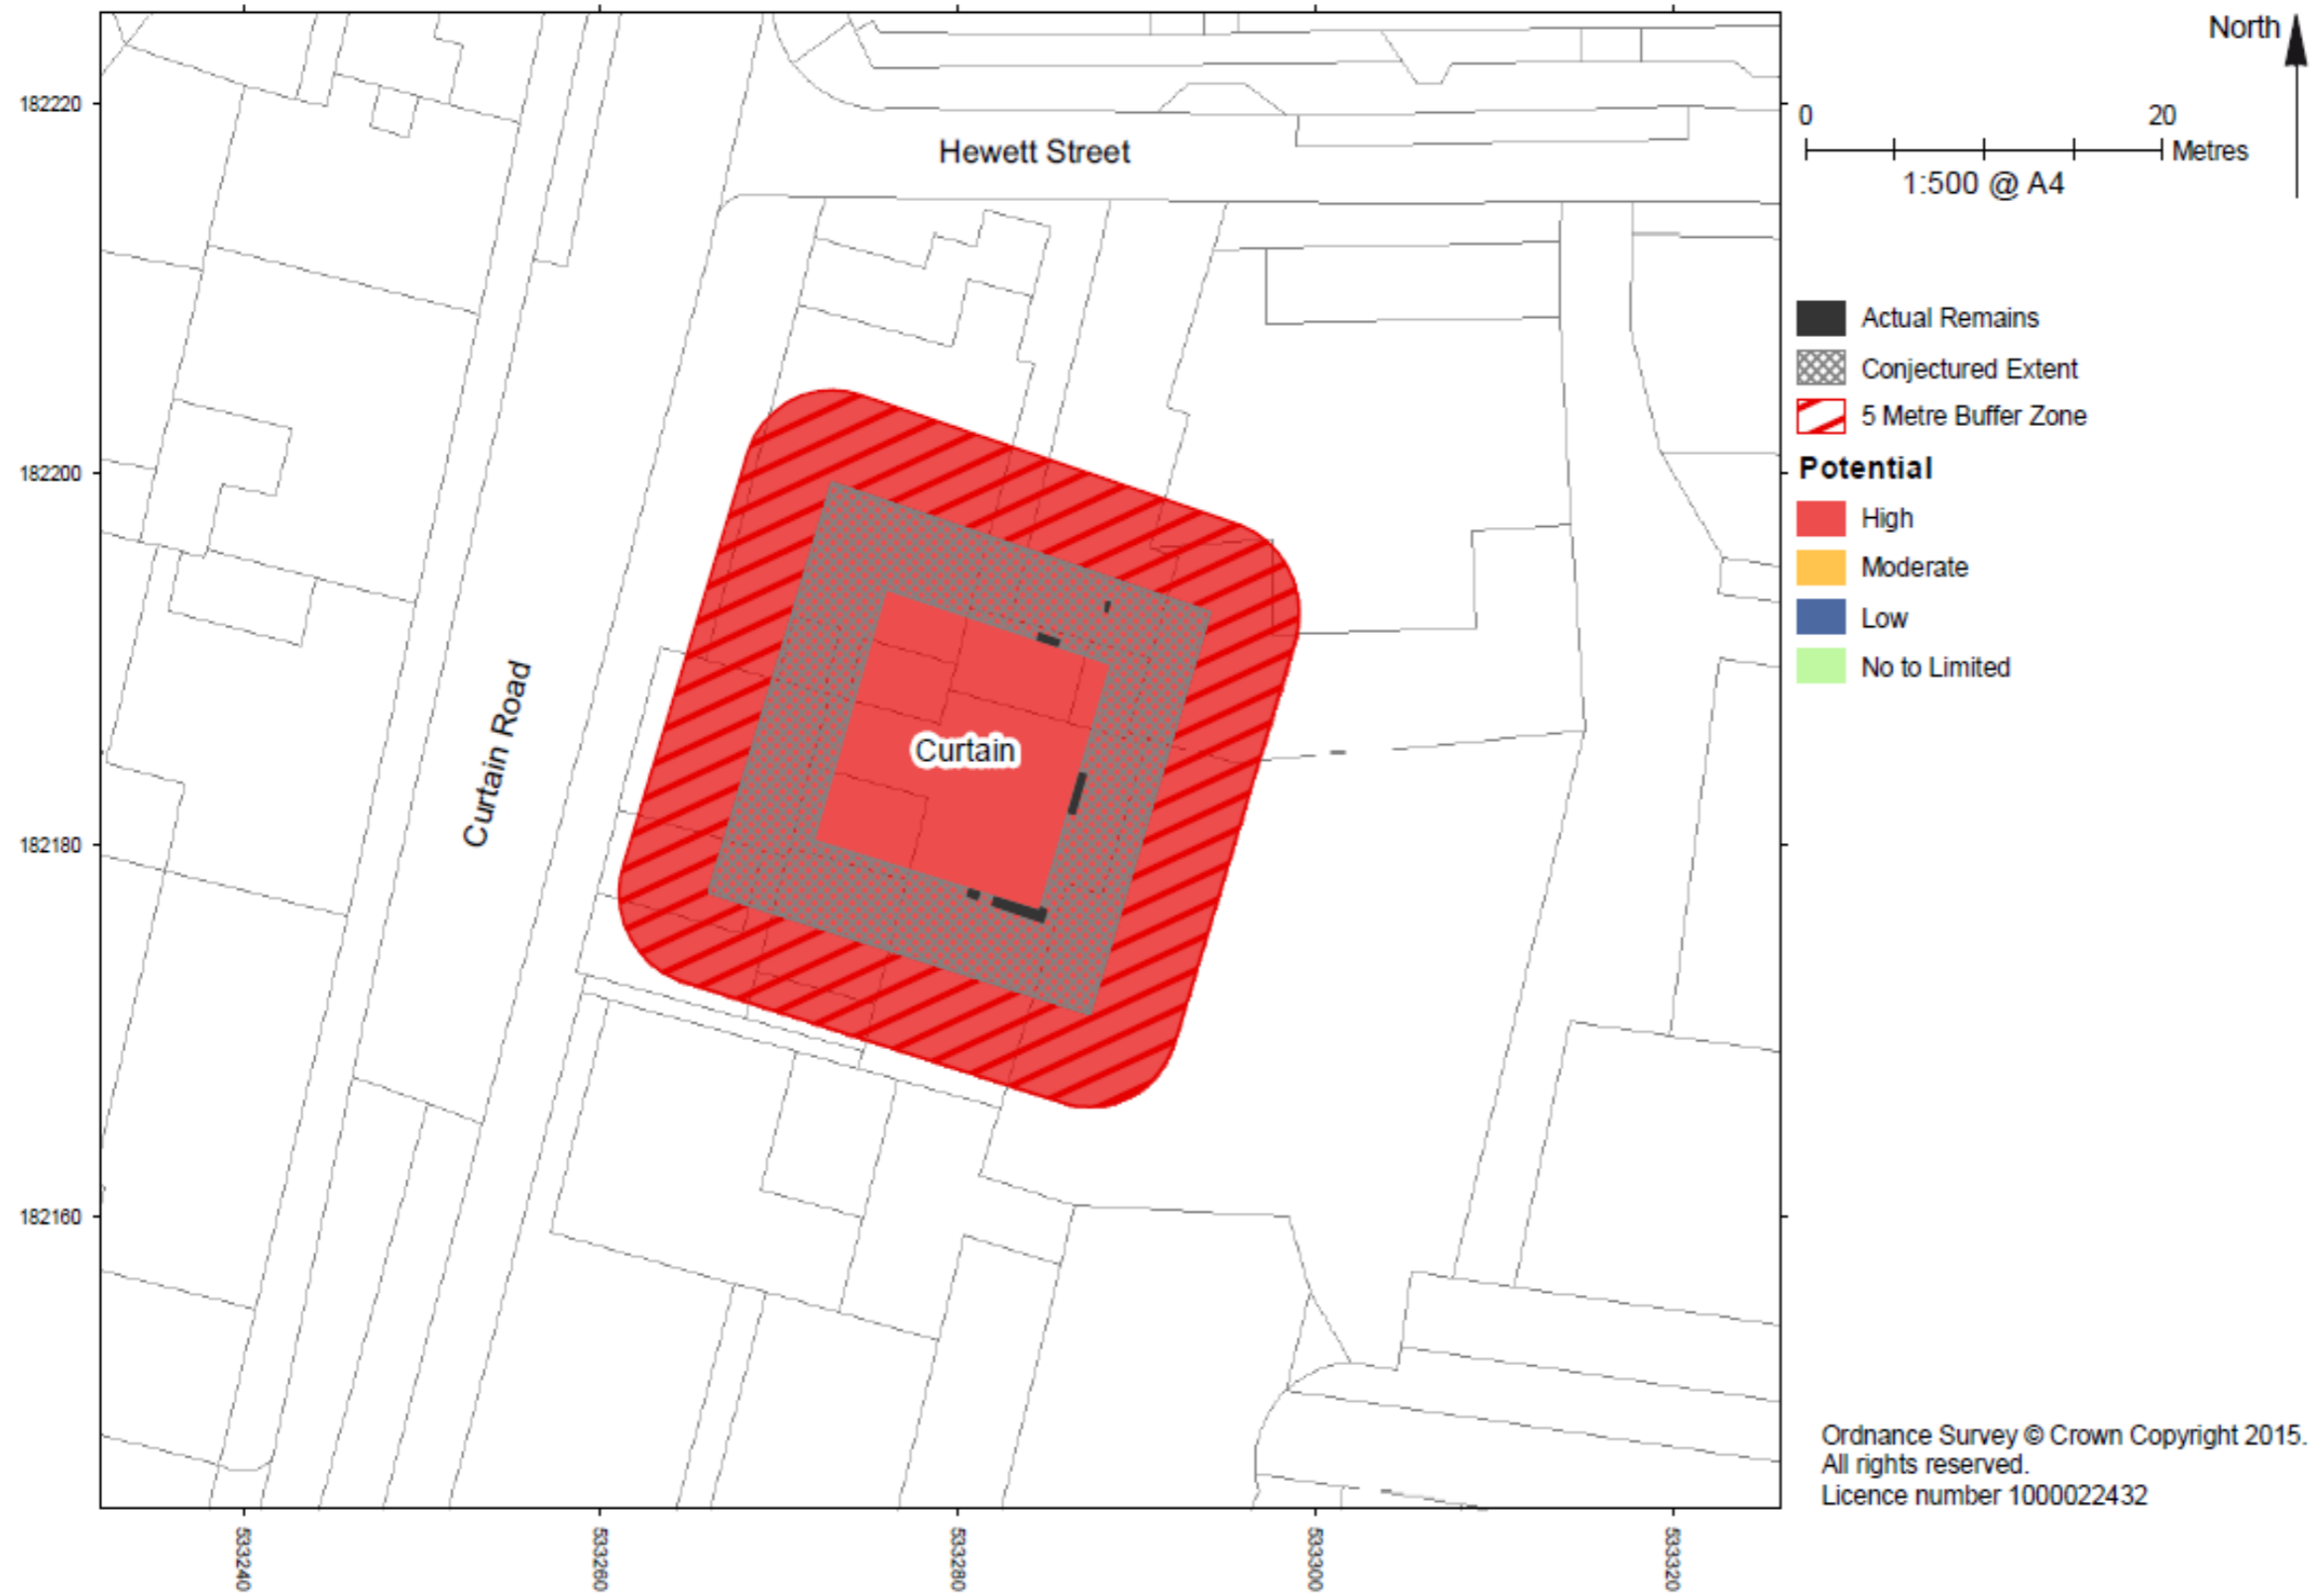 North
0 20
Metres
1:500 @ A4
182220
182200
182180
182160
Hewett Street
Curtain Road
Curtain
Actual Remains
Conjectured Extent
5 Metre Buffer Zone
Potential
High
Moderate
Low
No to Limited
Ordnance Survey © Crown Copyright 2015.
All rights reserved.
Licence number 1000022432
533240
533260
533280
533300
533320